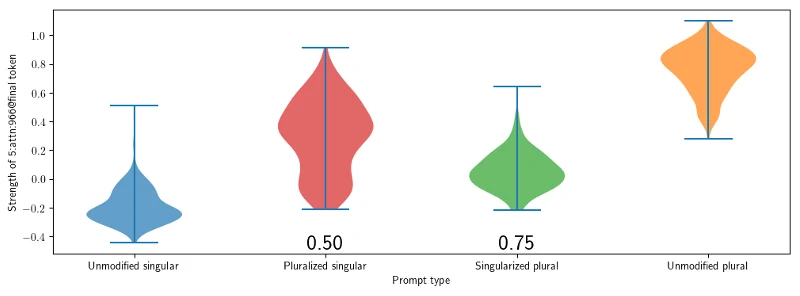 Strength of 5:attn:966@final token
1.0
0.8
0.6
0.4
0.2
0.0
−0.2
−0.4
0.50
0.75
Unmodified singular
Pluralized singular
Singularized plural
Unmodified plural
Prompt type